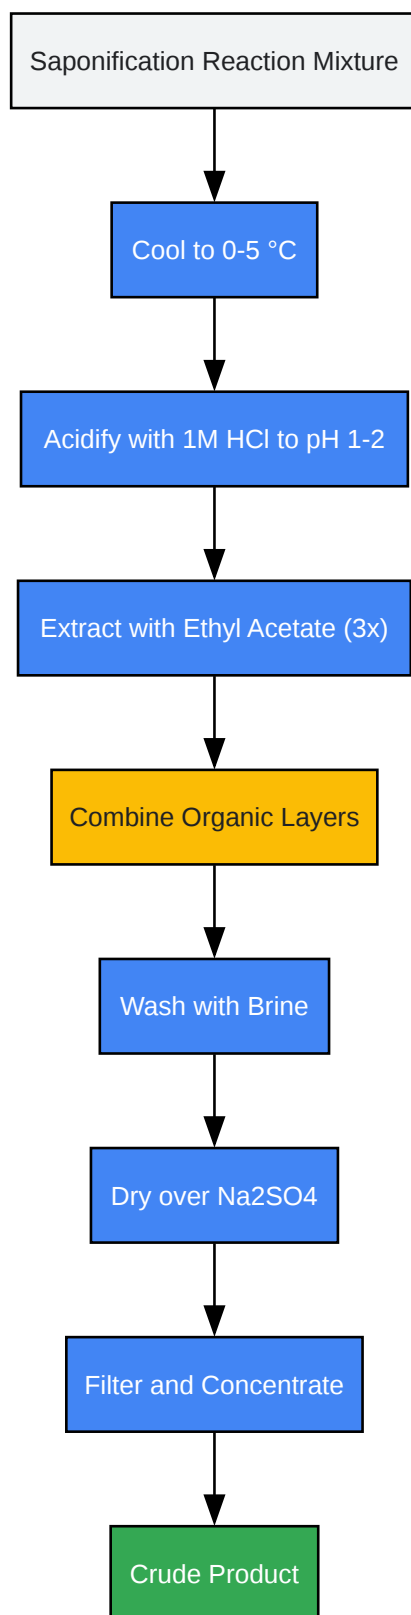 Saponification Reaction Mixture
Cool to 0-5 °C
Acidify with 1M HCl to pH 1-2
Extract with Ethyl Acetate (3x)
Combine Organic Layers
Wash with Brine
Dry over Na2SO4
Filter and Concentrate
Crude Product